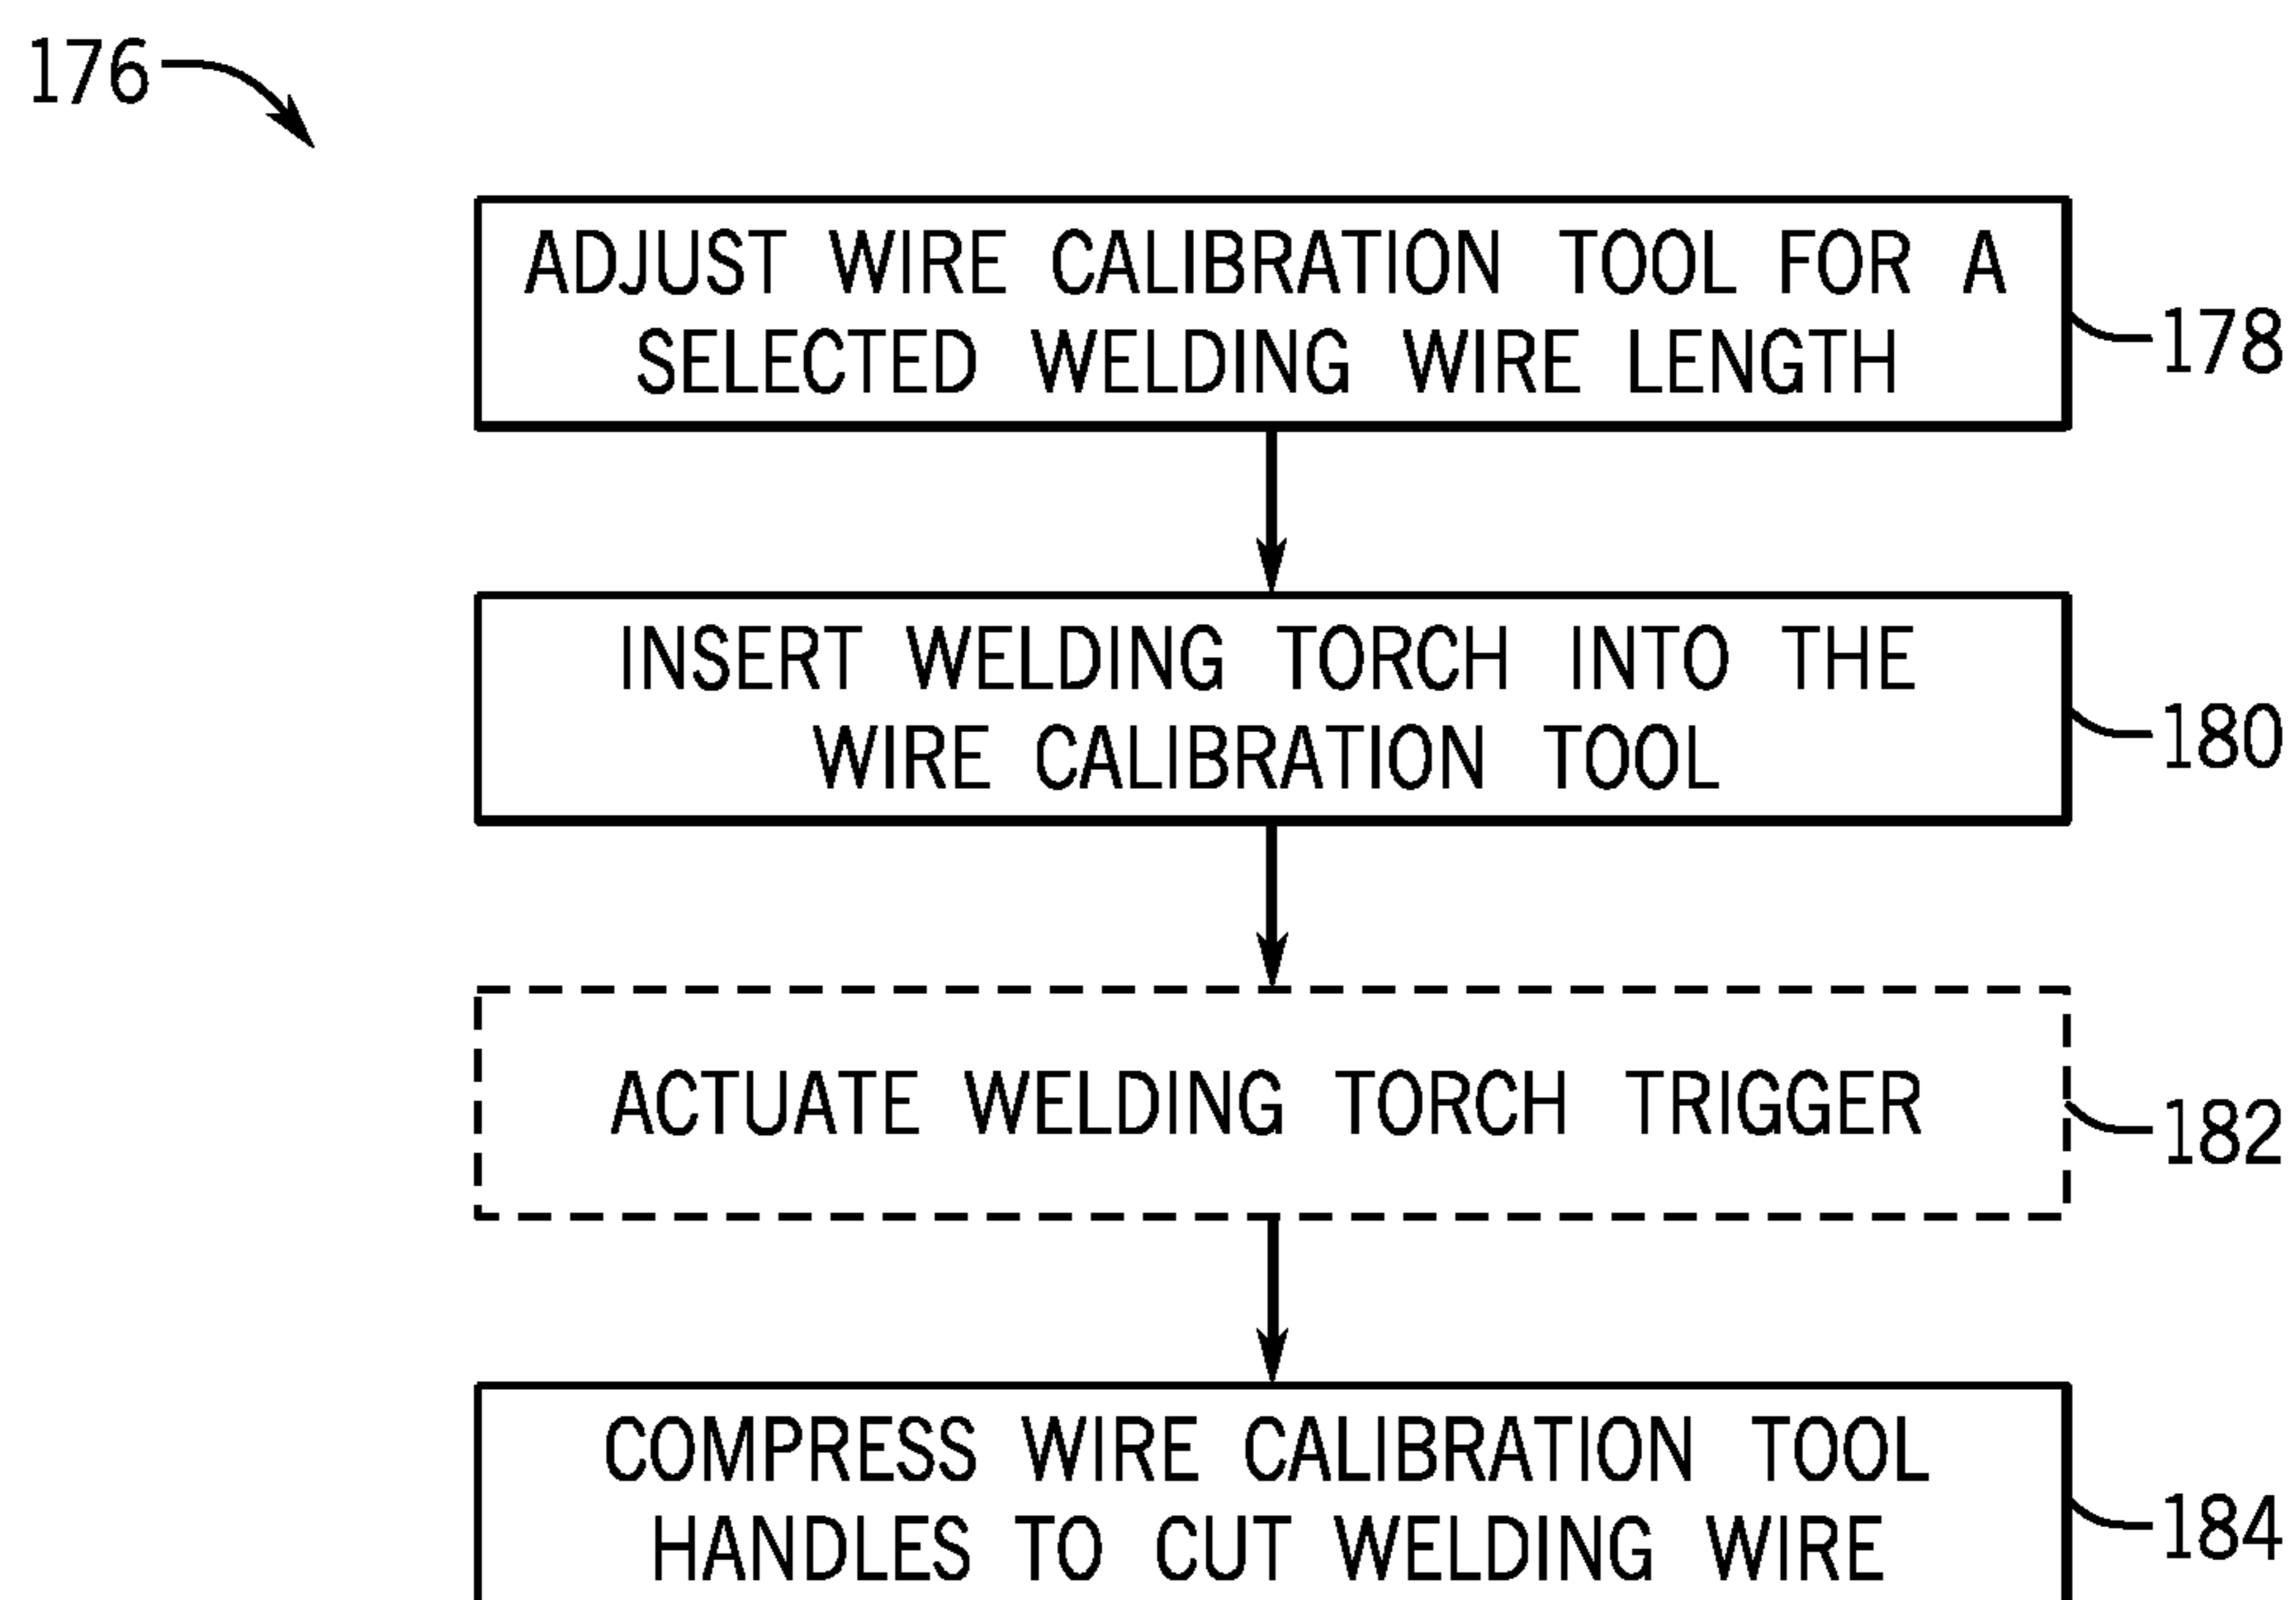 176
ADJUST WIRE CALIBRATION TOOL FOR A
SELECTED WELDING WIRE LENGTH
178
INSERT WELDING TORCH INTO THE
WIRE CALIBRATION TOOL
180
ACTUATE WELDING TORCH TRIGGER
182
COMPRESS WIRE CALIBRATION TOOL
HANDLES TO CUT WELDING WIRE
184